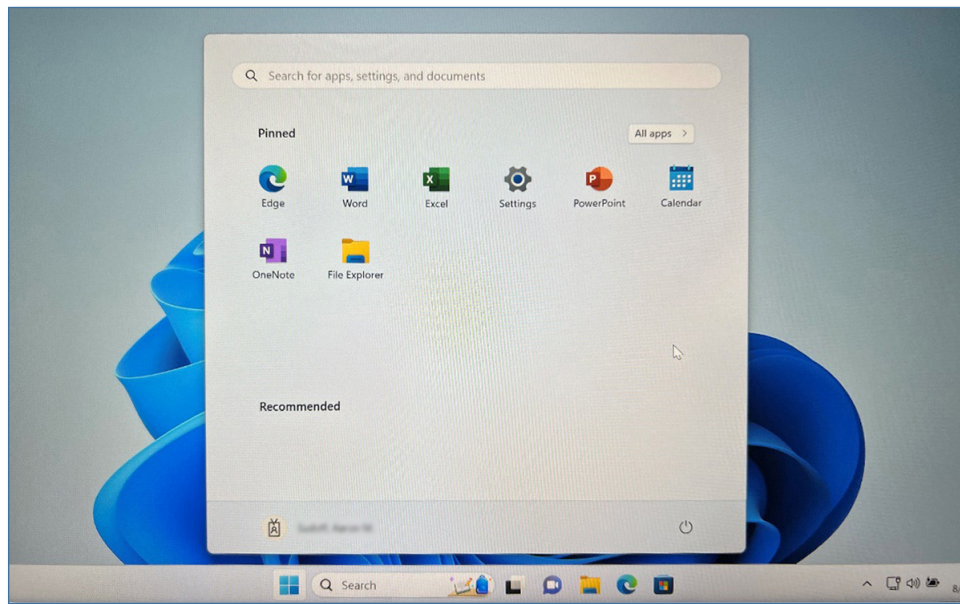 Search for apps, settings, and documents
Pinned
All apps
Edge
Word
Excel
Settings
PowerPoint
Calendar
OneNote
File Explorer
Recommended
Search